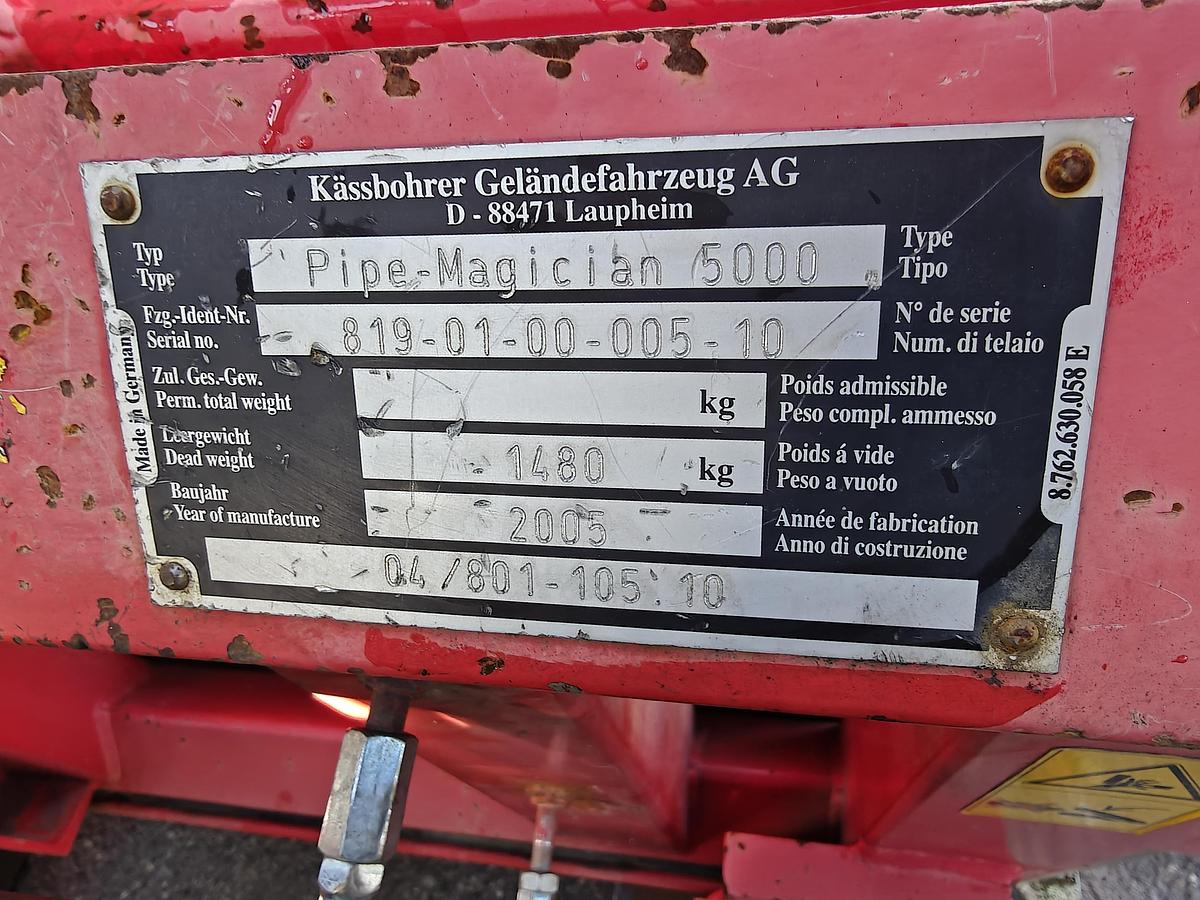 Kässbohrer Geländefahrzeug AG
D - 88471 Laupheim
Typ
Type
Pipe-Magician 5000
Type
Tipo
Fzg.-Ident-Nr.
Serial no.
819-01-00-005-10
N° de serie
Num. di telaio
Zul. Ges.-Gew.
Perm. total weight
kg
Poids admissible
Peso compl. ammesso
Leergewicht
Dead weight
1480 kg
Poids á vide
Peso a vuoto
Baujahr
Year of manufacture
2005
Année de fabrication
Anno di costruzione
04/801-105.10
Made in Germany
8.762.630.058 E